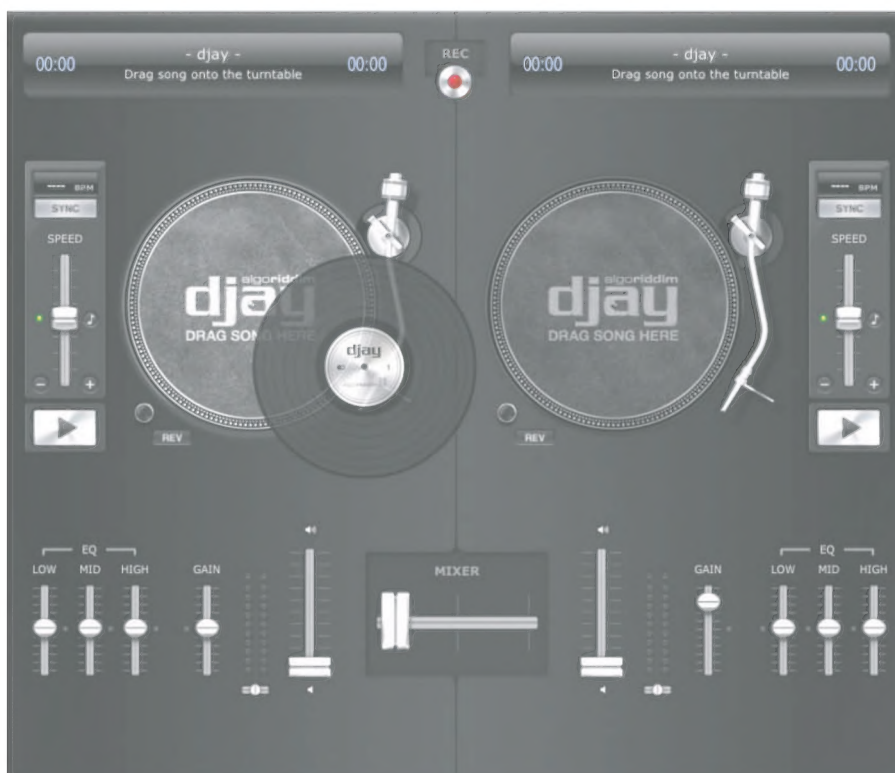 - djay -
00:00
00:00
Drag song onto the turntable
REC
- djay -
00:00
00:00
Drag song onto the turntable
---- BPM
SYNC
SPEED
algoriddim
djay
DRAG SONG HERE
djay
REV
algoriddim
djay
DRAG SONG HERE
REV
---- BPM
SYNC
SPEED
EQ
LOW MID HIGH GAIN
MIXER
EQ
GAIN LOW MID HIGH